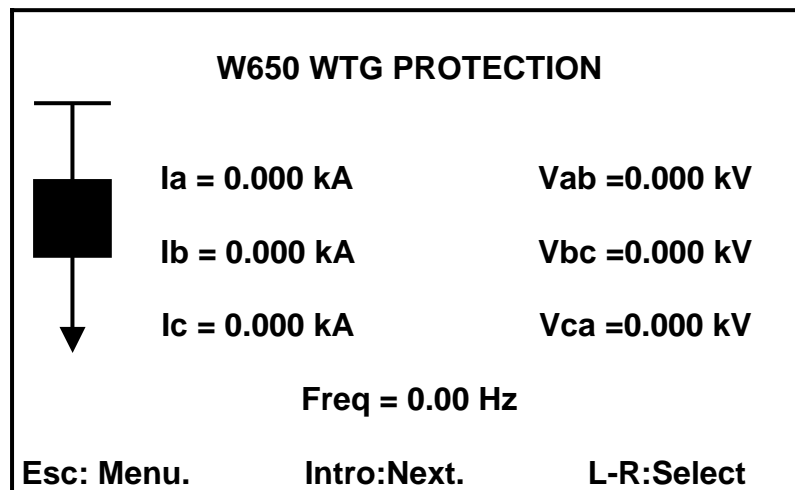 W650 WTG PROTECTION
Ia = 0.000 kA Vab =0.000 kV
Ib = 0.000 kA Vbc =0.000 kV
Ic = 0.000 kA Vca =0.000 kV
Freq = 0.00 Hz
Esc: Menu. Intro:Next. L-R:Select